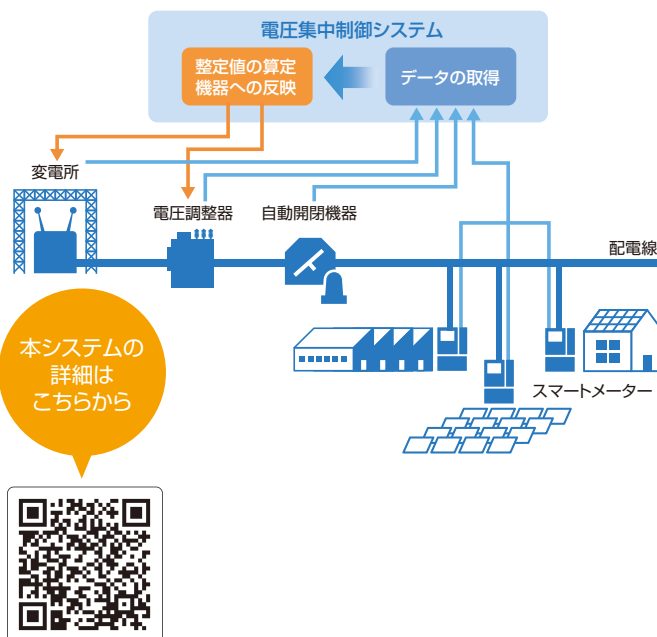 電圧集中制御システム
整定値の算定
機器への反映
データの取得
変電所
電圧調整器
自動開閉機器
配電線
スマートメーター
本システムの
詳細は
こちらから